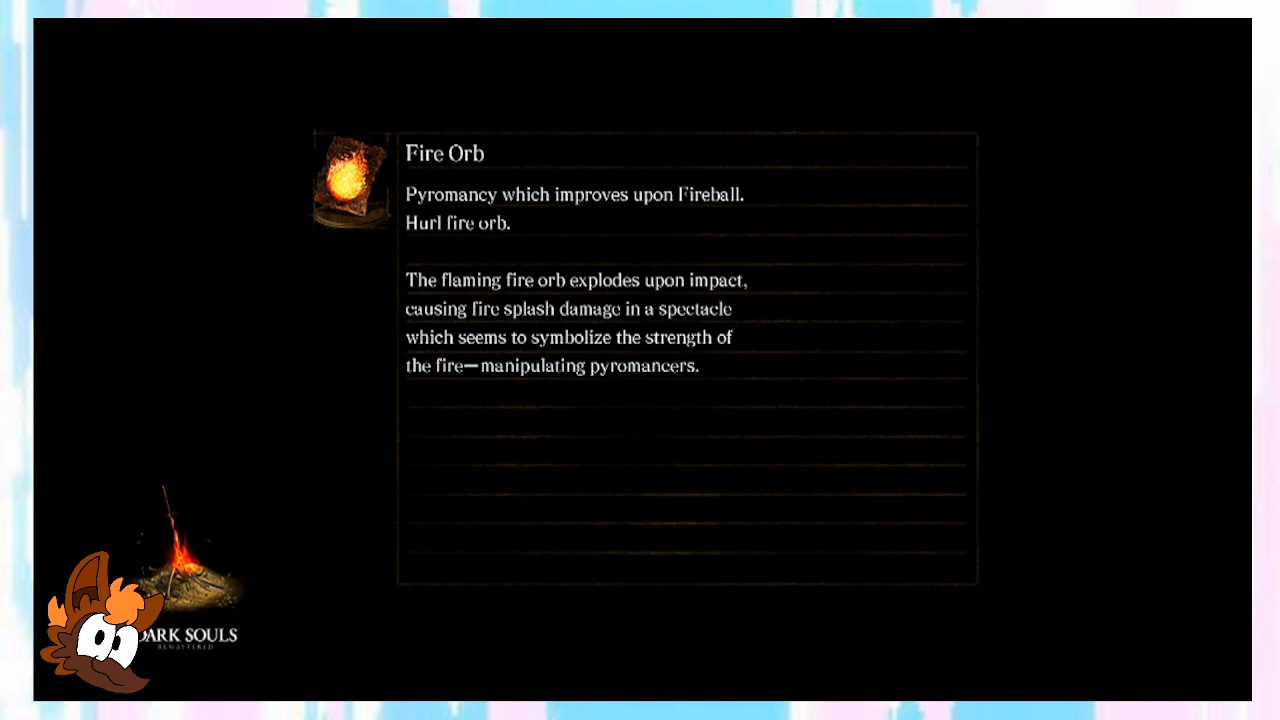 Fire Orb
Pyromancy which improves upon Fireball.
Hurl fire orb.
The flaming fire orb explodes upon impact,
causing fire splash damage in a spectacle
which seems to symbolize the strength of
the fire—manipulating pyromancers.
DARK SOULS
REMASTERED